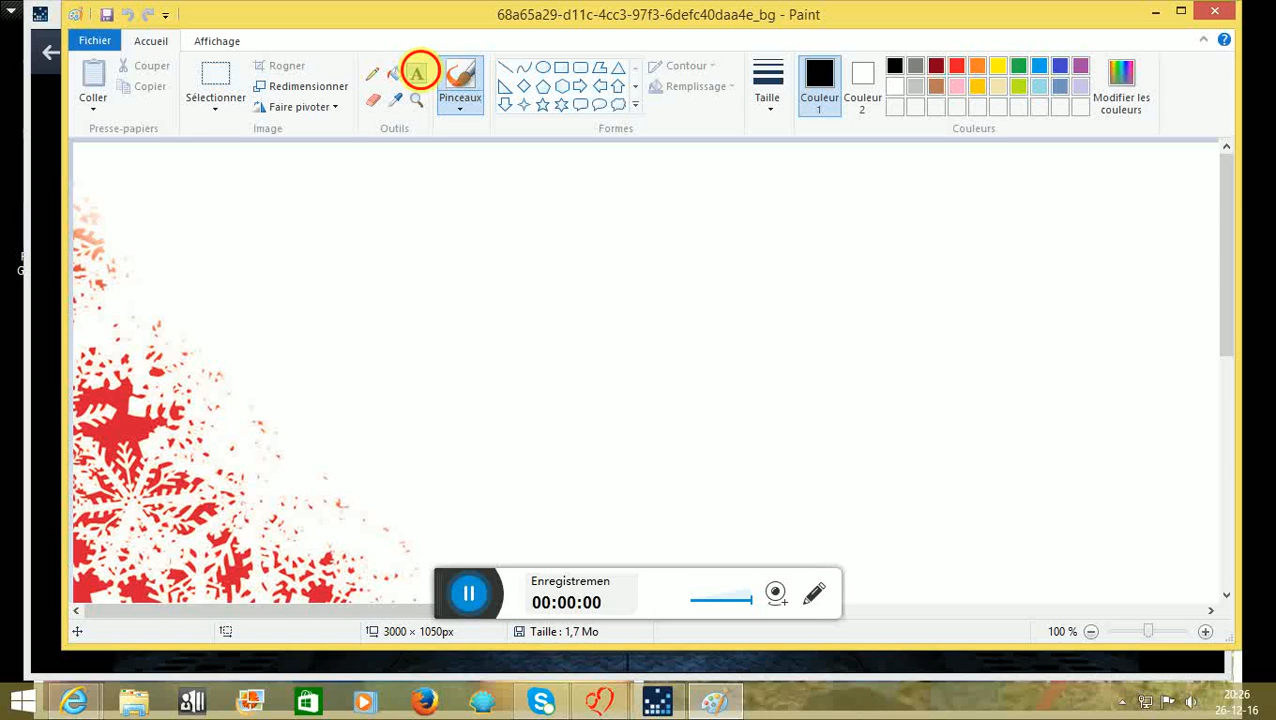 68a65a29-d11c-4cc3-97f3-6defc40daa4e_bg - Paint
Fichier Accueil Affichage
Coller
Couper
Copier
Presse-papiers
Sélectionner
Rogner
Redimensionner
Faire pivoter
Image
A
Outils
Pinceaux
Formes
Contour
Remplissage
Taille
Couleur 1
Couleur 2
Modifier les couleurs
Couleurs
Enregistremen
00:00:00
3000 × 1050px
Taille : 1,7 Mo
100 %
20:26
26-12-16